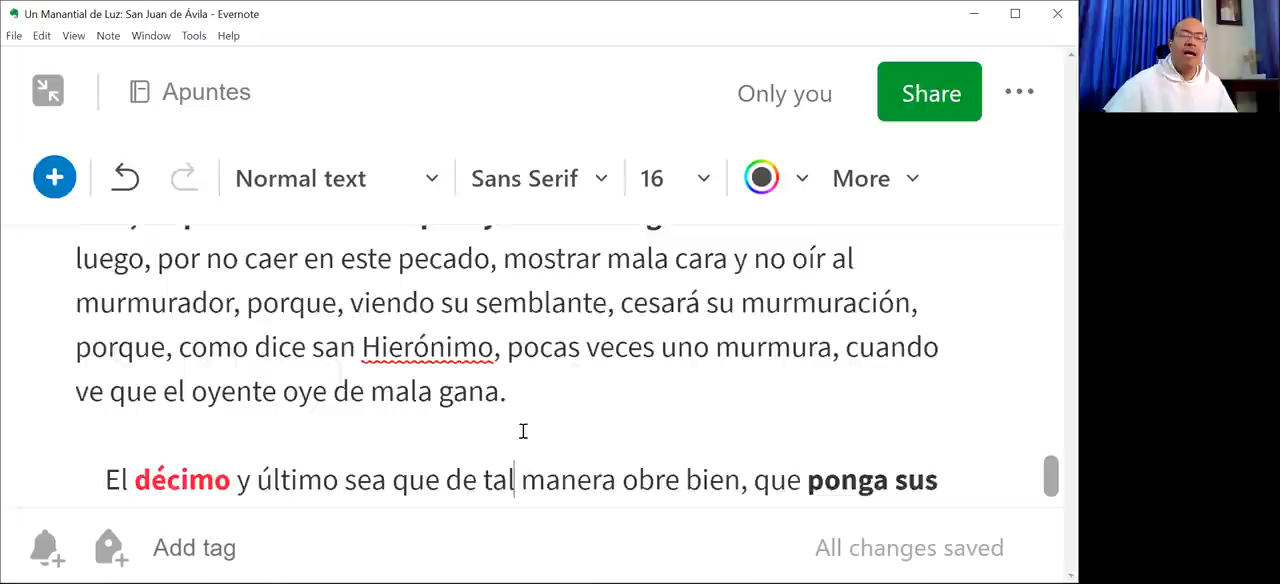 Un Manantial de Luz: San Juan de Ávila - Evernote
File Edit View Note Window Tools Help
Apuntes
Only you
Share
Normal text
Sans Serif
16
More
luego, por no caer en este pecado, mostrar mala cara y no oír al
murmurador, porque, viendo su semblante, cesará su murmuración,
porque, como dice san Hierónimo, pocas veces uno murmura, cuando
ve que el oyente oye de mala gana.
El décimo y último sea que de tal manera obre bien, que ponga sus
Add tag
All changes saved